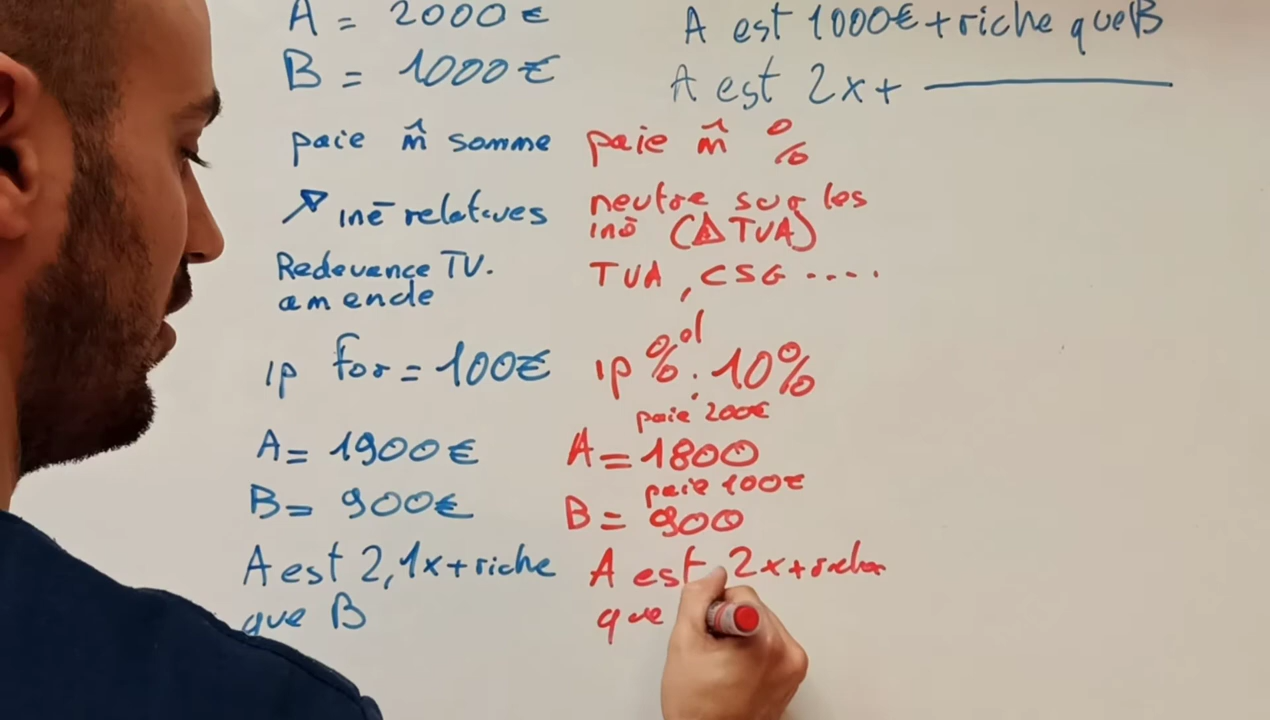 A = 2000€
B = 1000€
A est 1000€ + riche que B
A est 2x+
paie m̂ somme
↗ iné relatives
Redevance TV.
amende
ip for = 100€
A = 1900€
B = 900€
A est 2,1x + riche
que B
paie m̂ %
neutre sur les
iné (⚠ TVA)
TVA, CSG ....
ip %ol : 10%
paie 200€
A = 1800
paie 100€
B = 900
A est 2x + riche
que